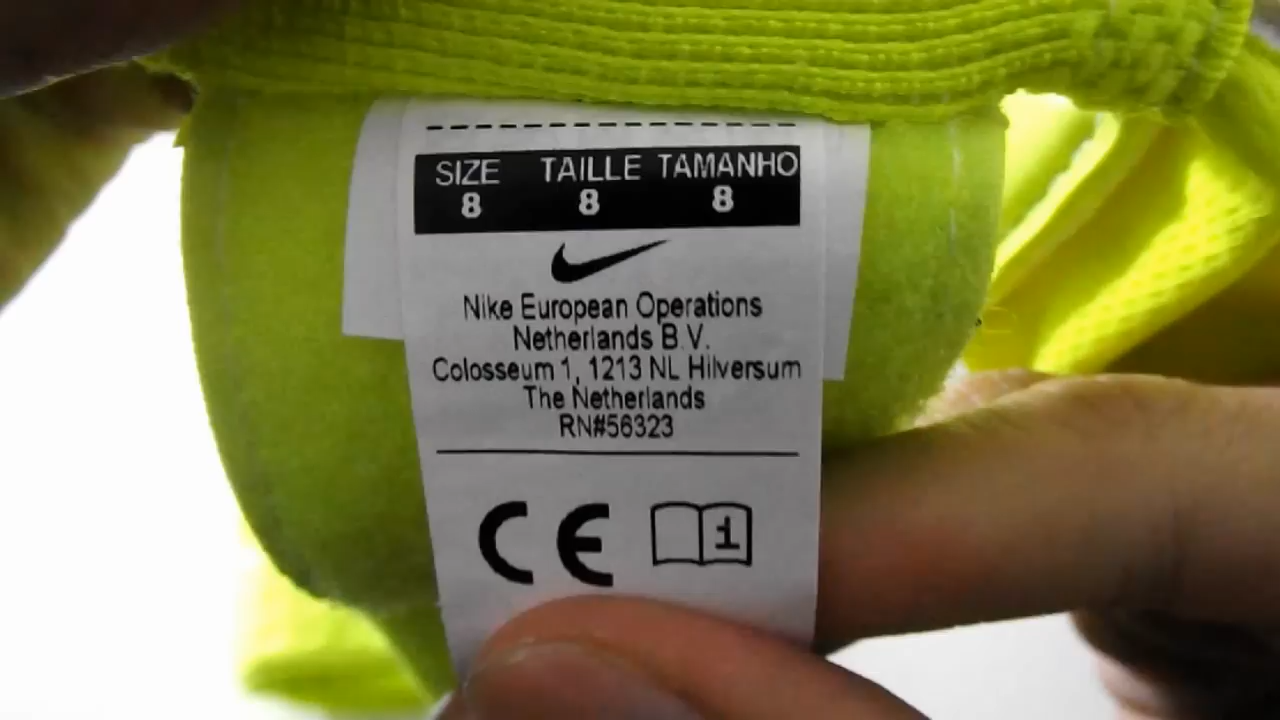 SIZE TAILLE TAMANHO
8 8 8
Nike European Operations
Netherlands B.V.
Colosseum 1, 1213 NL Hilversum
The Netherlands
RN#56323
CE i